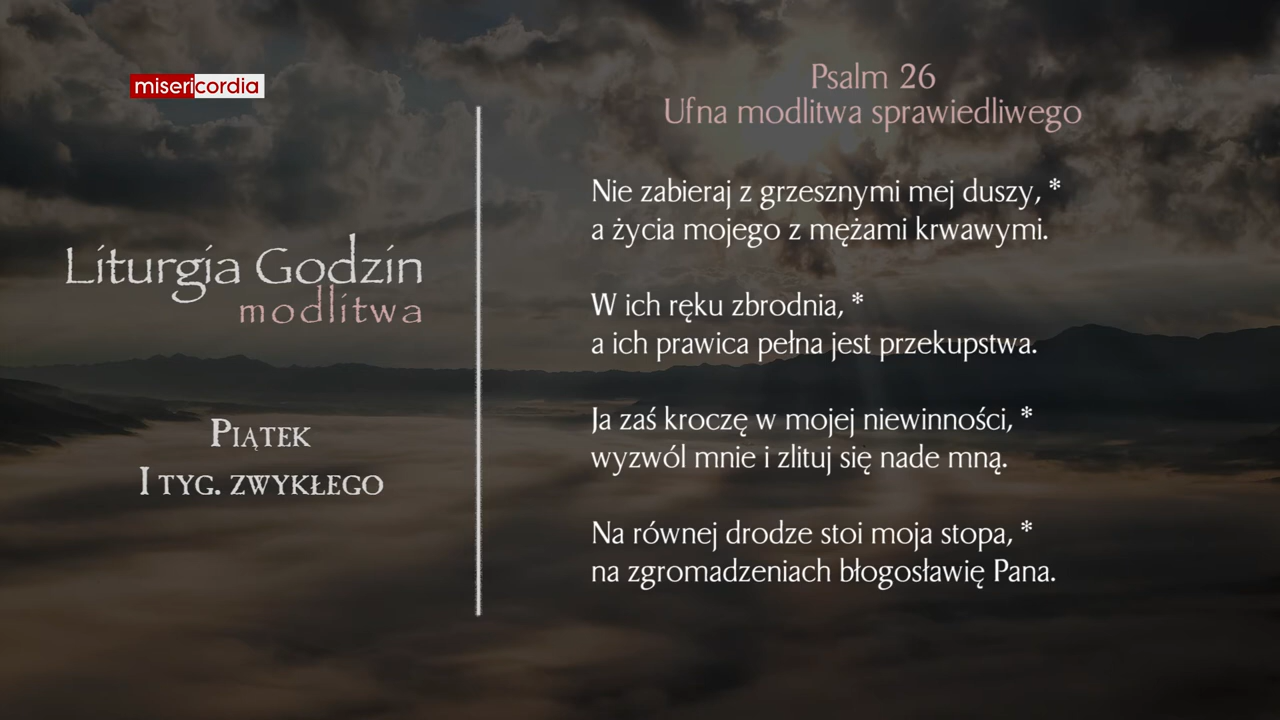 misericordia
Liturgia Godzin
modlitwa
Piątek
I tyg. zwykłego
Psalm 26
Ufna modlitwa sprawiedliwego
Nie zabieraj z grzesznymi mej duszy, *
a życia mojego z mężami krwawymi.
W ich ręku zbrodnia, *
a ich prawica pełna jest przekupstwa.
Ja zaś kroczę w mojej niewinności, *
wyzwól mnie i zlituj się nade mną.
Na równej drodze stoi moja stopa, *
na zgromadzeniach błogosławię Pana.